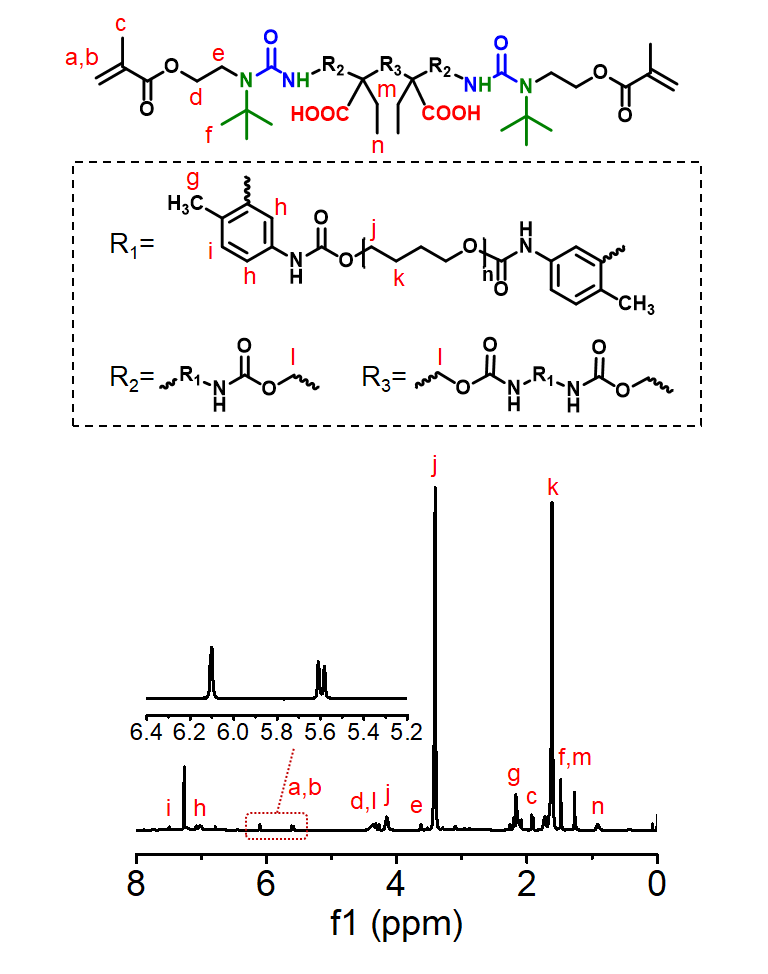 c
a,b
O
O
d
e
N
f
O
NH
R2
HOOC
m
R3
n
COOH
R2
NH
O
N
O
O
R1=
g
H3C
h
i
h
N
H
O
O
j
k
O
n
O
H
N
CH3
R2=
R1
N
H
O
O
l
R3=
l
O
O
N
H
R1
N
H
O
O
j
k
6.4 6.2 6.0 5.8 5.6 5.4 5.2
i
h
a,b
d,l
j
e
g
c
f,m
n
8 6 4 2 0
f1 (ppm)